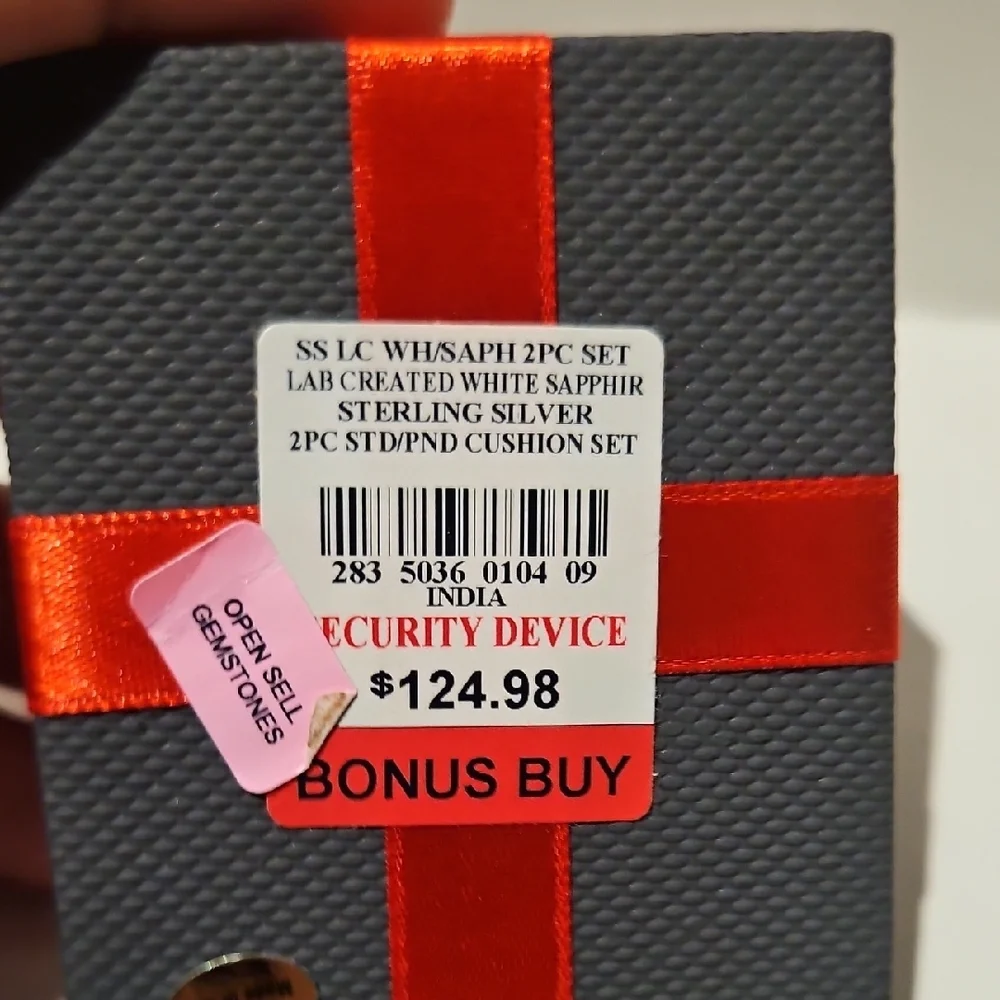 SS LC WH/SAPH 2PC SET
LAB CREATED WHITE SAPPHIR
STERLING SILVER
2PC STD/PND CUSHION SET
283 5036 0104 09
INDIA
ECURITY DEVICE
$124.98
BONUS BUY
OPEN SELL
GEMSTONES